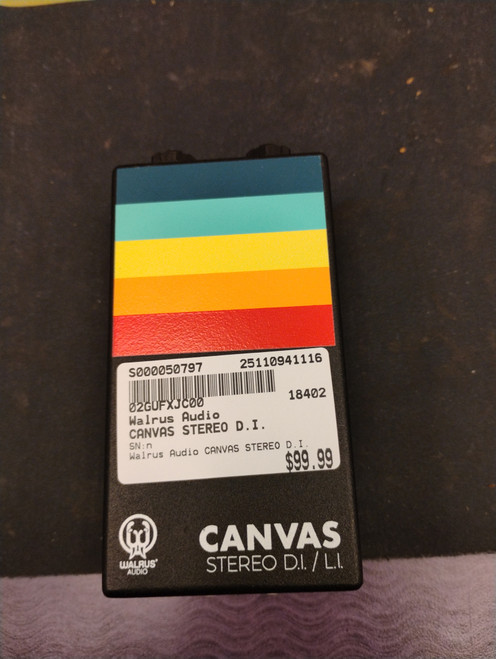 S000050797 25110941116
02GUFXJC00 18402
Walrus Audio
CANVAS STEREO D.I.
SN:n
Walrus Audio CANVAS STEREO D.I.
$99.99
WALRUS
AUDIO
CANVAS
STEREO D.I. / L.I.